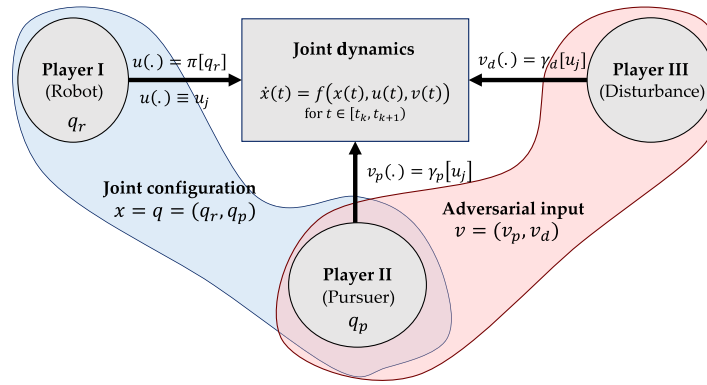 Player I
(Robot)
q_r
u(.) = π[q_r]
u(.) ≡ u_j
Joint dynamics
ẋ(t) = f(x(t), u(t), v(t))
for t ∈ [t_k, t_{k+1})
v_d(.) = γ_d[u_j]
Player III
(Disturbance)
v_p(.) = γ_p[u_j]
Joint configuration
x = q = (q_r, q_p)
Adversarial input
v = (v_p, v_d)
Player II
(Pursuer)
q_p